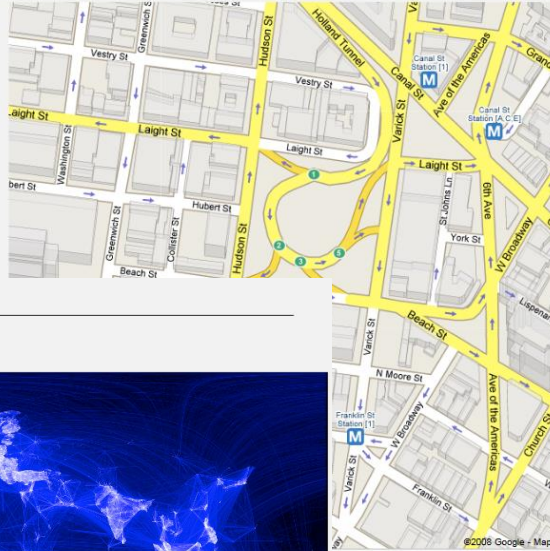 Greenwich St
Vestry St
Hudson St
Holland Tunnel
Canal St
Station [1]
M
Ave of the Americas
Canal St
Vestry St
Varick St
Canal St
Station [A,C,E]
M
Laight St
Laight St
Laight St
Laight St
Washington St
1
Hubert St
Greenwich St
Collister St
Hudson St
Beach St
2
3
St Johns Ln
York St
6th Ave
W Broadway
Beach St
Varick St
N Moore St
Franklin St
Station [1]
M
W Broadway
Ave of the Americas
Church St
Varick St
Franklin St
©2008 Google - Map